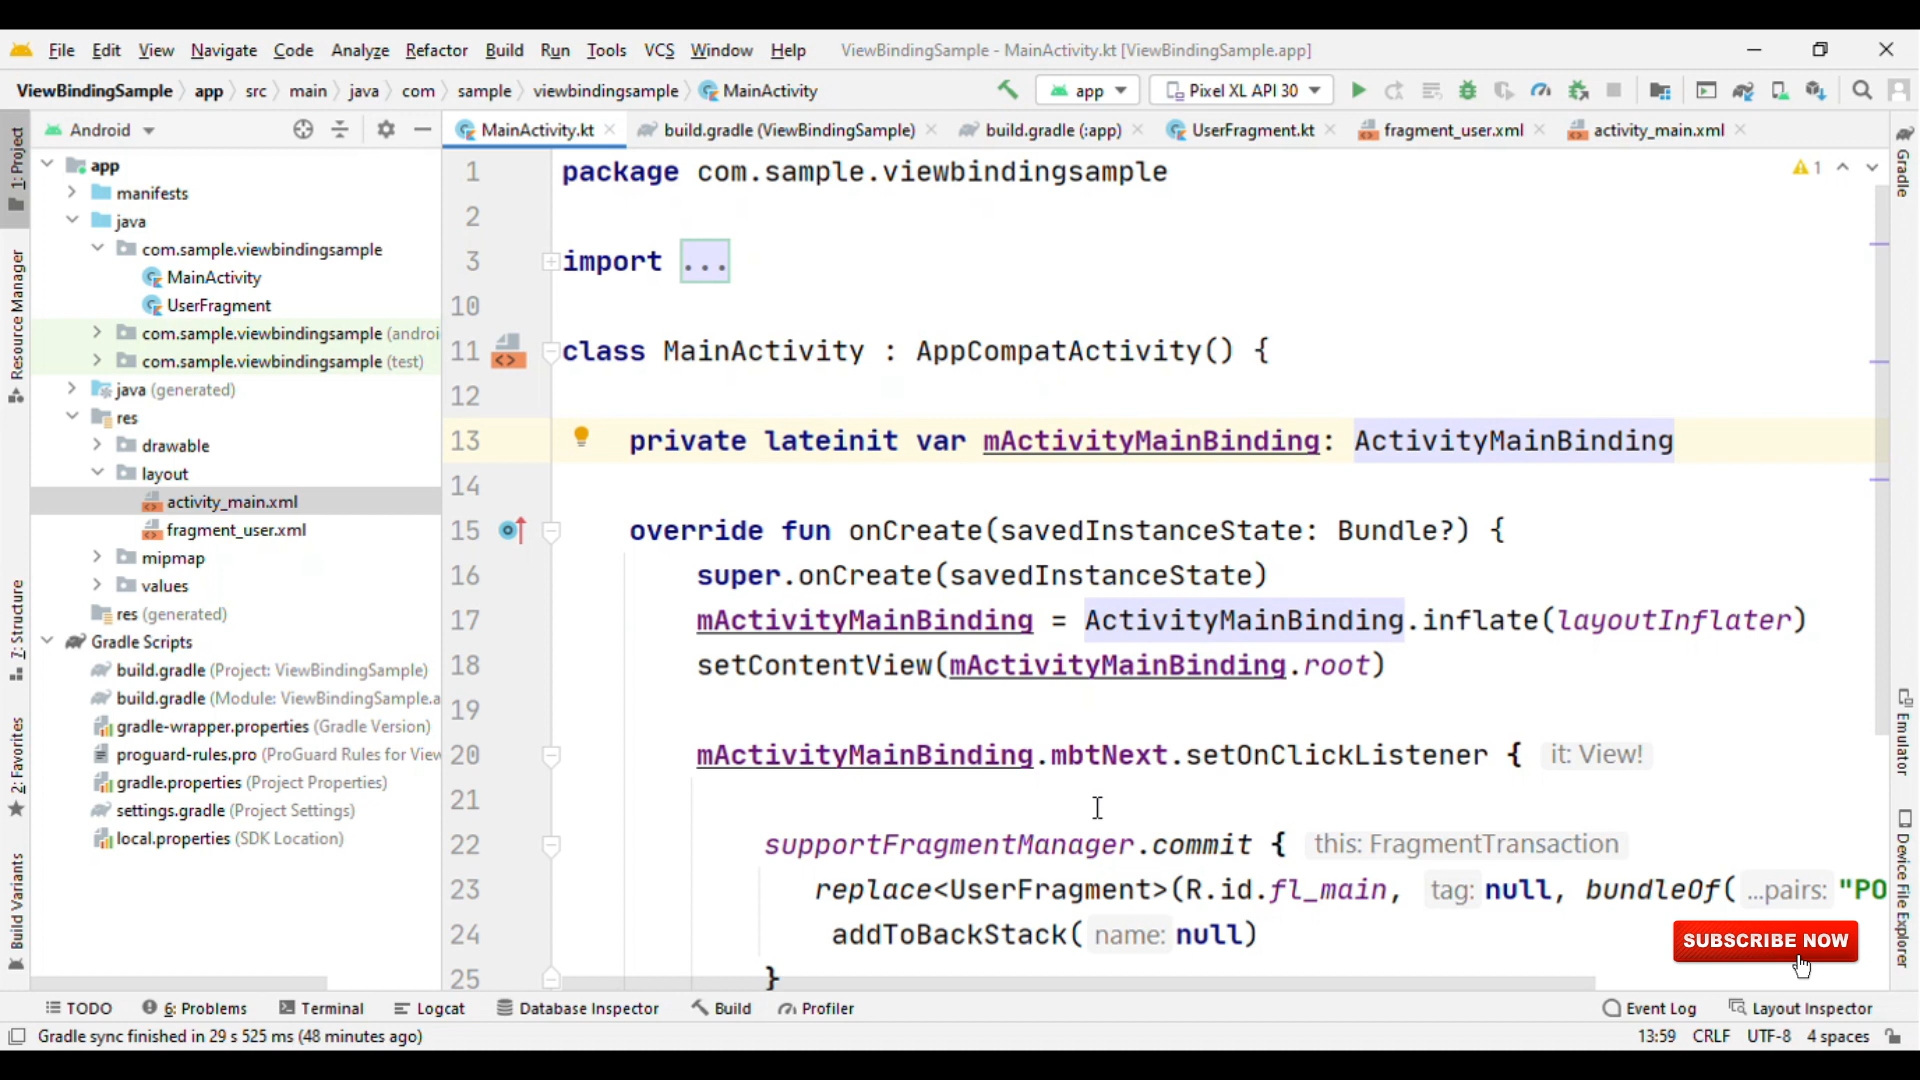 File Edit View Navigate Code Analyze Refactor Build Run Tools VCS Window Help ViewBindingSample - MainActivity.kt [ViewBindingSample.app]
ViewBindingSample app src main java com sample viewbindingsample MainActivity app Pixel XL API 30
Android MainActivity.kt build.gradle (ViewBindingSample) build.gradle (:app) UserFragment.kt fragment_user.xml activity_main.xml
1: Project
Resource Manager
7: Structure
2: Favorites
Build Variants
app
manifests
java
com.sample.viewbindingsample
MainActivity
UserFragment
com.sample.viewbindingsample (androi
com.sample.viewbindingsample (test)
java (generated)
res
drawable
layout
activity_main.xml
fragment_user.xml
mipmap
values
res (generated)
Gradle Scripts
build.gradle (Project: ViewBindingSample)
build.gradle (Module: ViewBindingSample.a
gradle-wrapper.properties (Gradle Version)
proguard-rules.pro (ProGuard Rules for View
gradle.properties (Project Properties)
settings.gradle (Project Settings)
local.properties (SDK Location)
1 package com.sample.viewbindingsample
2
3 import ...
10
11 class MainActivity : AppCompatActivity() {
12
13 private lateinit var mActivityMainBinding: ActivityMainBinding
14
15 override fun onCreate(savedInstanceState: Bundle?) {
16 super.onCreate(savedInstanceState)
17 mActivityMainBinding = ActivityMainBinding.inflate(layoutInflater)
18 setContentView(mActivityMainBinding.root)
19
20 mActivityMainBinding.mbtNext.setOnClickListener { it: View!
21
22 supportFragmentManager.commit { this: FragmentTransaction
23 replace<UserFragment>(R.id.fl_main, tag: null, bundleOf( ...pairs: "PO
24 addToBackStack( name: null)
25 }
1
Gradle
Emulator
Device File Explorer
SUBSCRIBE NOW
TODO 6: Problems Terminal Logcat Database Inspector Build Profiler Event Log Layout Inspector
Gradle sync finished in 29 s 525 ms (48 minutes ago) 13:59 CRLF UTF-8 4 spaces